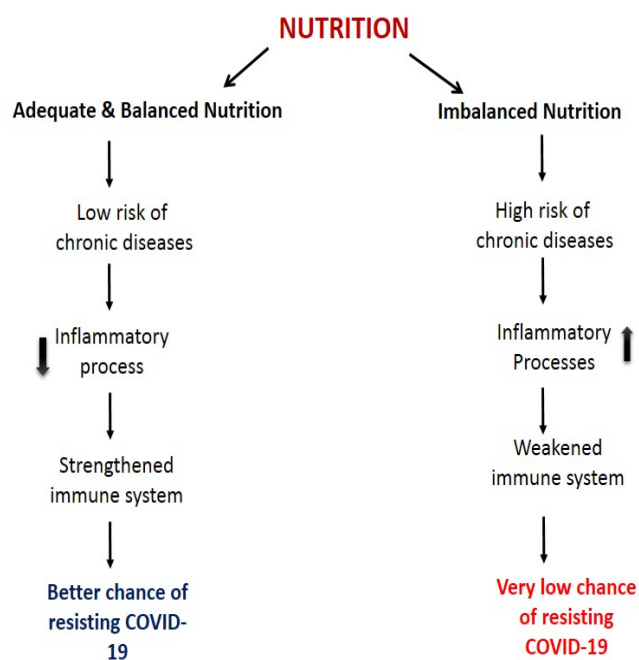 NUTRITION
Adequate & Balanced Nutrition
Low risk of
chronic diseases
Inflammatory
process
Strengthened
immune system
Better chance of
resisting COVID-
19
Imbalanced Nutrition
High risk of
chronic diseases
Inflammatory
Processes
Weakened
immune system
Very low chance
of resisting
COVID-19